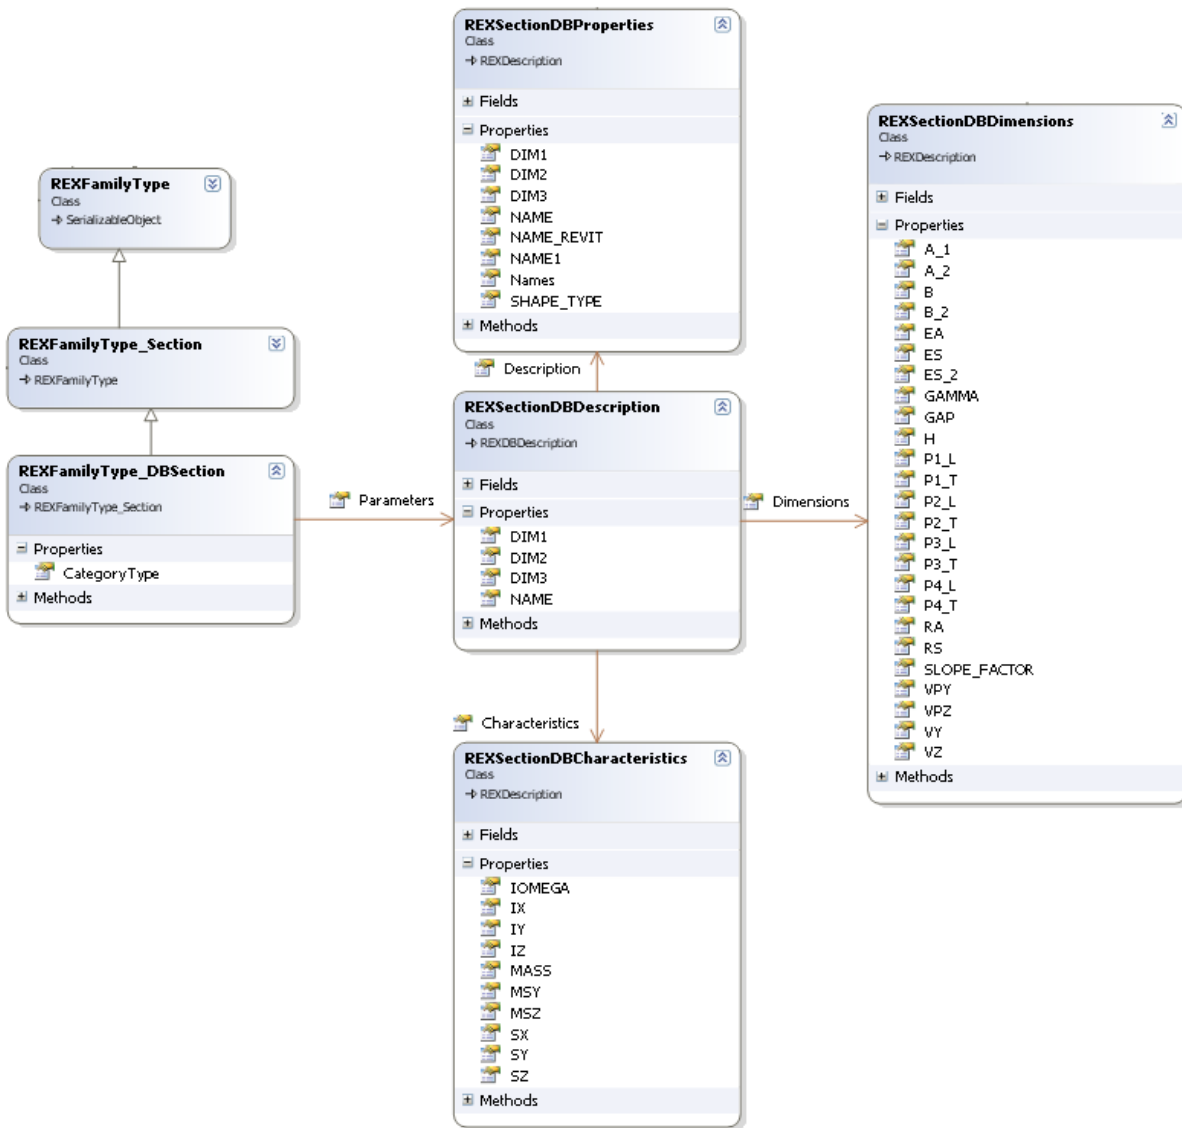 REXSectionDBProperties
Class
REXDescription
Fields
Properties
DIM1
DIM2
DIM3
NAME
NAME_REVIT
NAME1
Names
SHAPE_TYPE
Methods
REXFamilyType
Class
SerializableObject
REXFamilyType_Section
Class
REXFamilyType
REXFamilyType_DBSection
Class
REXFamilyType_Section
Properties
CategoryType
Methods
Parameters
Description
REXSectionDBDescription
Class
REXDBDescription
Fields
Properties
DIM1
DIM2
DIM3
NAME
Methods
Dimensions
REXSectionDBDimensions
Class
REXDescription
Fields
Properties
A_1
A_2
B
B_2
EA
ES
ES_2
GAMMA
GAP
H
P1_L
P1_T
P2_L
P2_T
P3_L
P3_T
P4_L
P4_T
RA
RS
SLOPE_FACTOR
VPY
VPZ
VY
VZ
Methods
Characteristics
REXSectionDBCharacteristics
Class
REXDescription
Fields
Properties
IOMEGA
IX
IY
IZ
MASS
MSY
MSZ
SX
SY
SZ
Methods